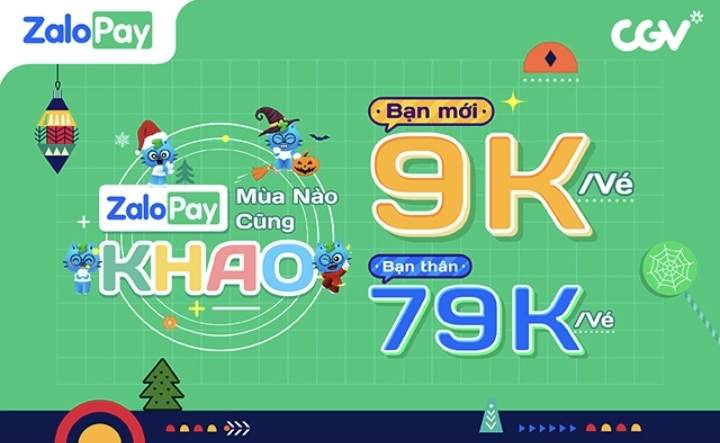 ZaloPay
CGV*
Bạn mới
9K/Vé
ZaloPay Mùa Nào
Cũng
KHAO
Bạn thân
79K/Vé